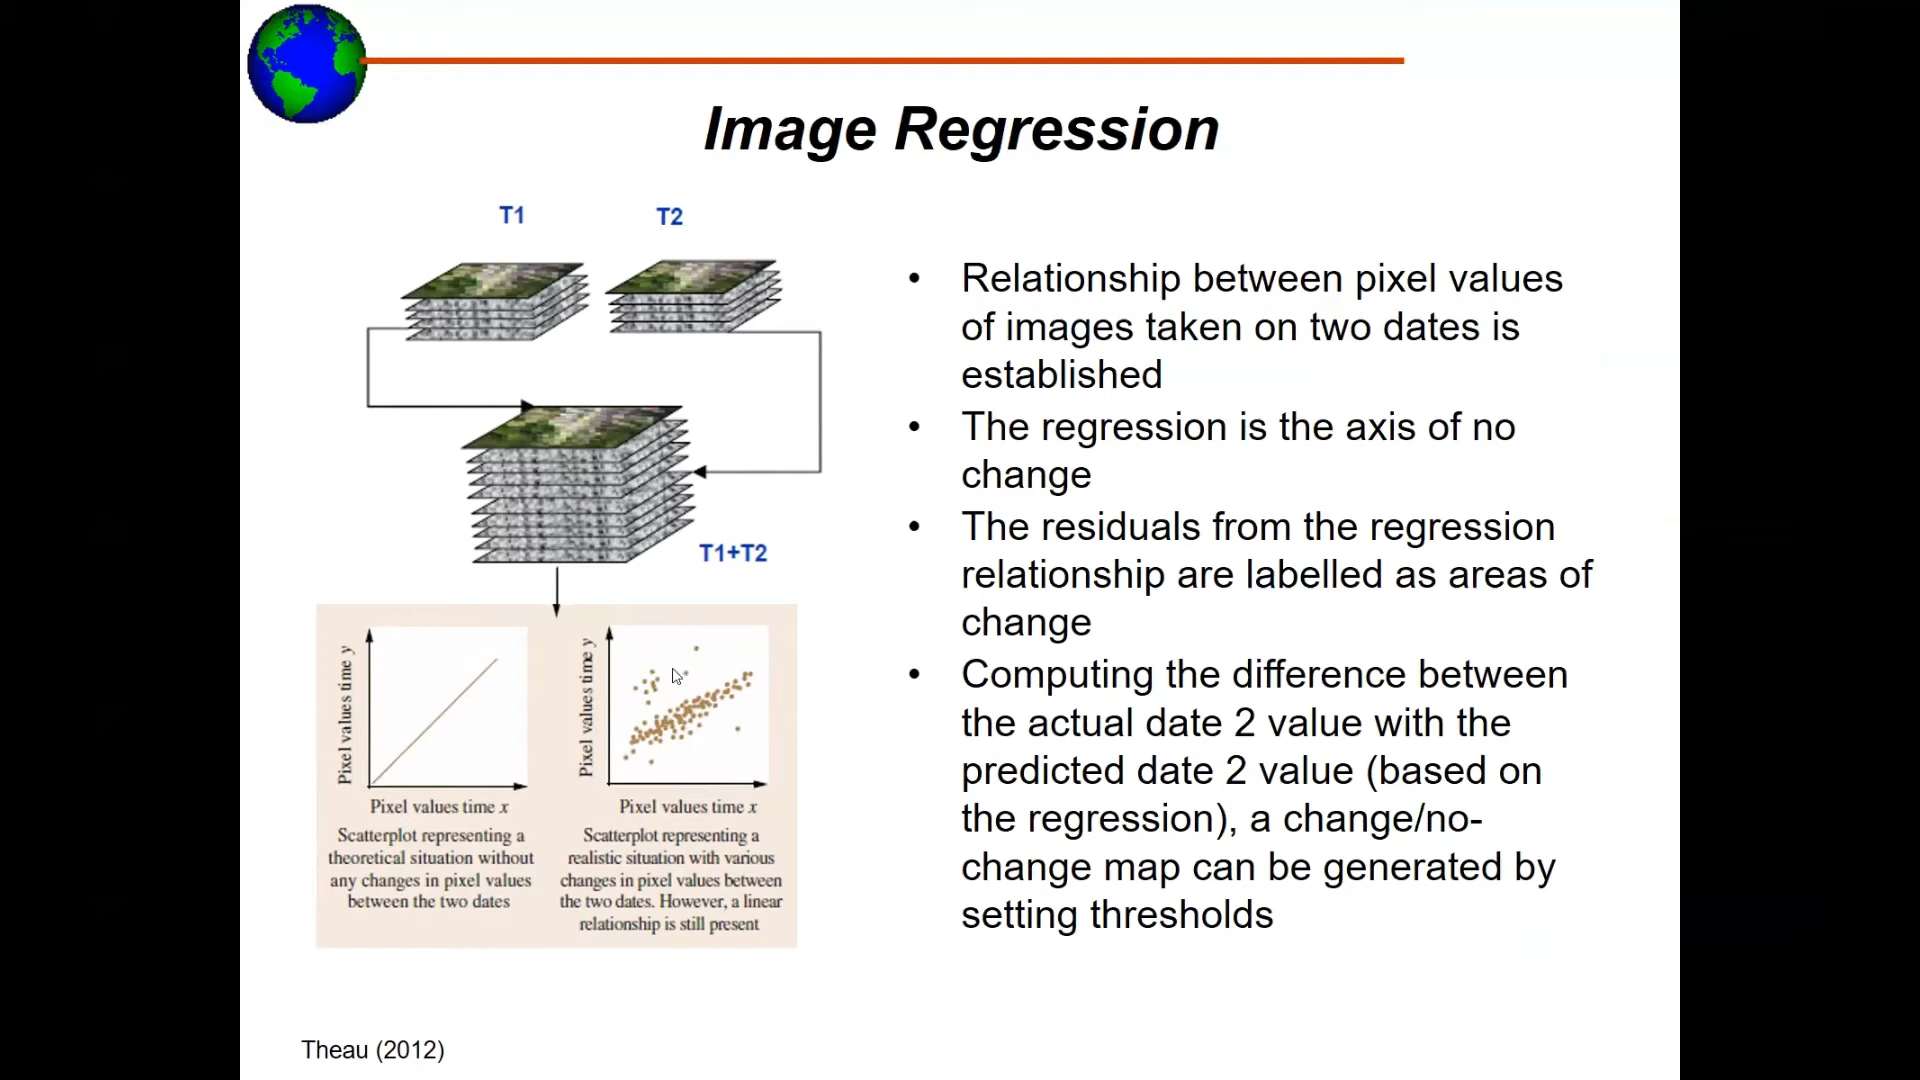 Image Regression
T1
T2
T1+T2
Pixel values time y
Pixel values time x
Scatterplot representing a
theoretical situation without
any changes in pixel values
between the two dates
Pixel values time y
Pixel values time x
Scatterplot representing a
realistic situation with various
changes in pixel values between
the two dates. However, a linear
relationship is still present
• Relationship between pixel values
of images taken on two dates is
established
• The regression is the axis of no
change
• The residuals from the regression
relationship are labelled as areas of
change
• Computing the difference between
the actual date 2 value with the
predicted date 2 value (based on
the regression), a change/no-
change map can be generated by
setting thresholds
Theau (2012)